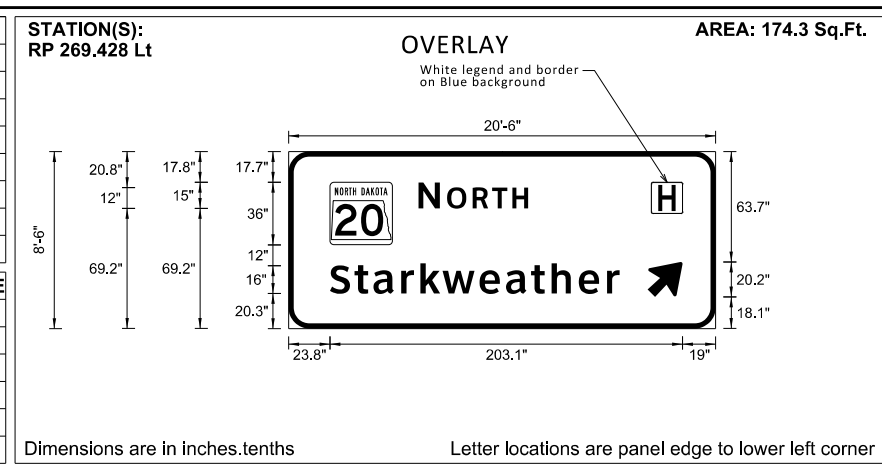 STATION(S):
RP 269.428 Lt
OVERLAY
AREA: 174.3 Sq.Ft.
White legend and border
on Blue background
20'-6"
8'-6"
20.8"
12"
69.2"
17.8"
15"
69.2"
17.7"
36"
12"
16"
20.3"
NORTH DAKOTA
20
NORTH
H
Starkweather
63.7"
20.2"
18.1"
23.8"
203.1"
19"
E
Dimensions are in inches.tenths
Letter locations are panel edge to lower left corner